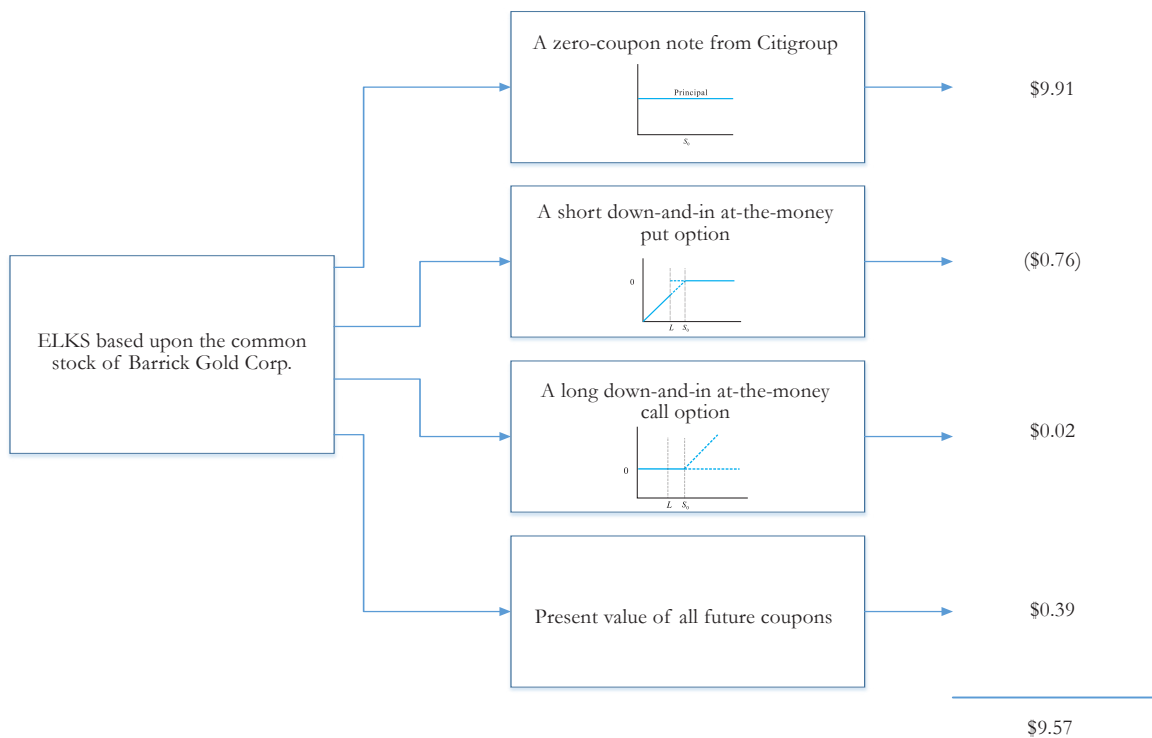 A zero-coupon note from Citigroup
Principal
S₀
$9.91
A short down-and-in at-the-money
put option
0
L S₀
($0.76)
ELKS based upon the common
stock of Barrick Gold Corp.
A long down-and-in at-the-money
call option
0
L S₀
$0.02
Present value of all future coupons
$0.39
$9.57